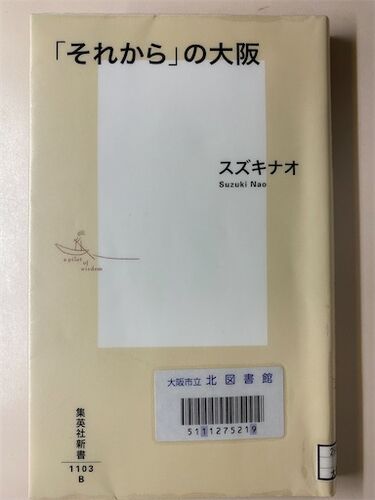 「それから」の大阪
スズキナオ
Suzuki Nao
a pilot
of
wisdom
大阪市立 北図書館
5111275219
集英社新書
1103
B